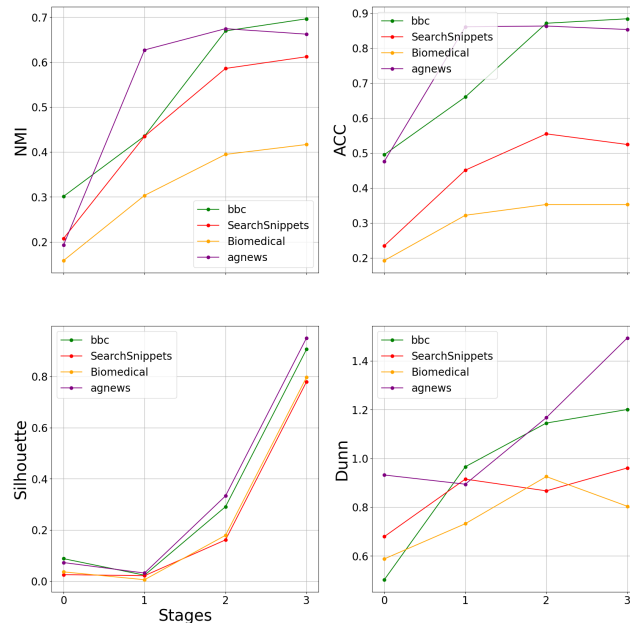 0.7
0.6
0.5
0.4
0.3
0.2
NMI
bbc
SearchSnippets
Biomedical
agnews
0.9
0.8
0.7
0.6
0.5
0.4
0.3
0.2
ACC
bbc
SearchSnippets
Biomedical
agnews
0.8
0.6
0.4
0.2
0.0
Silhouette
bbc
SearchSnippets
Biomedical
agnews
0 1 2 3
Stages
1.4
1.2
1.0
0.8
0.6
Dunn
bbc
SearchSnippets
Biomedical
agnews
0 1 2 3